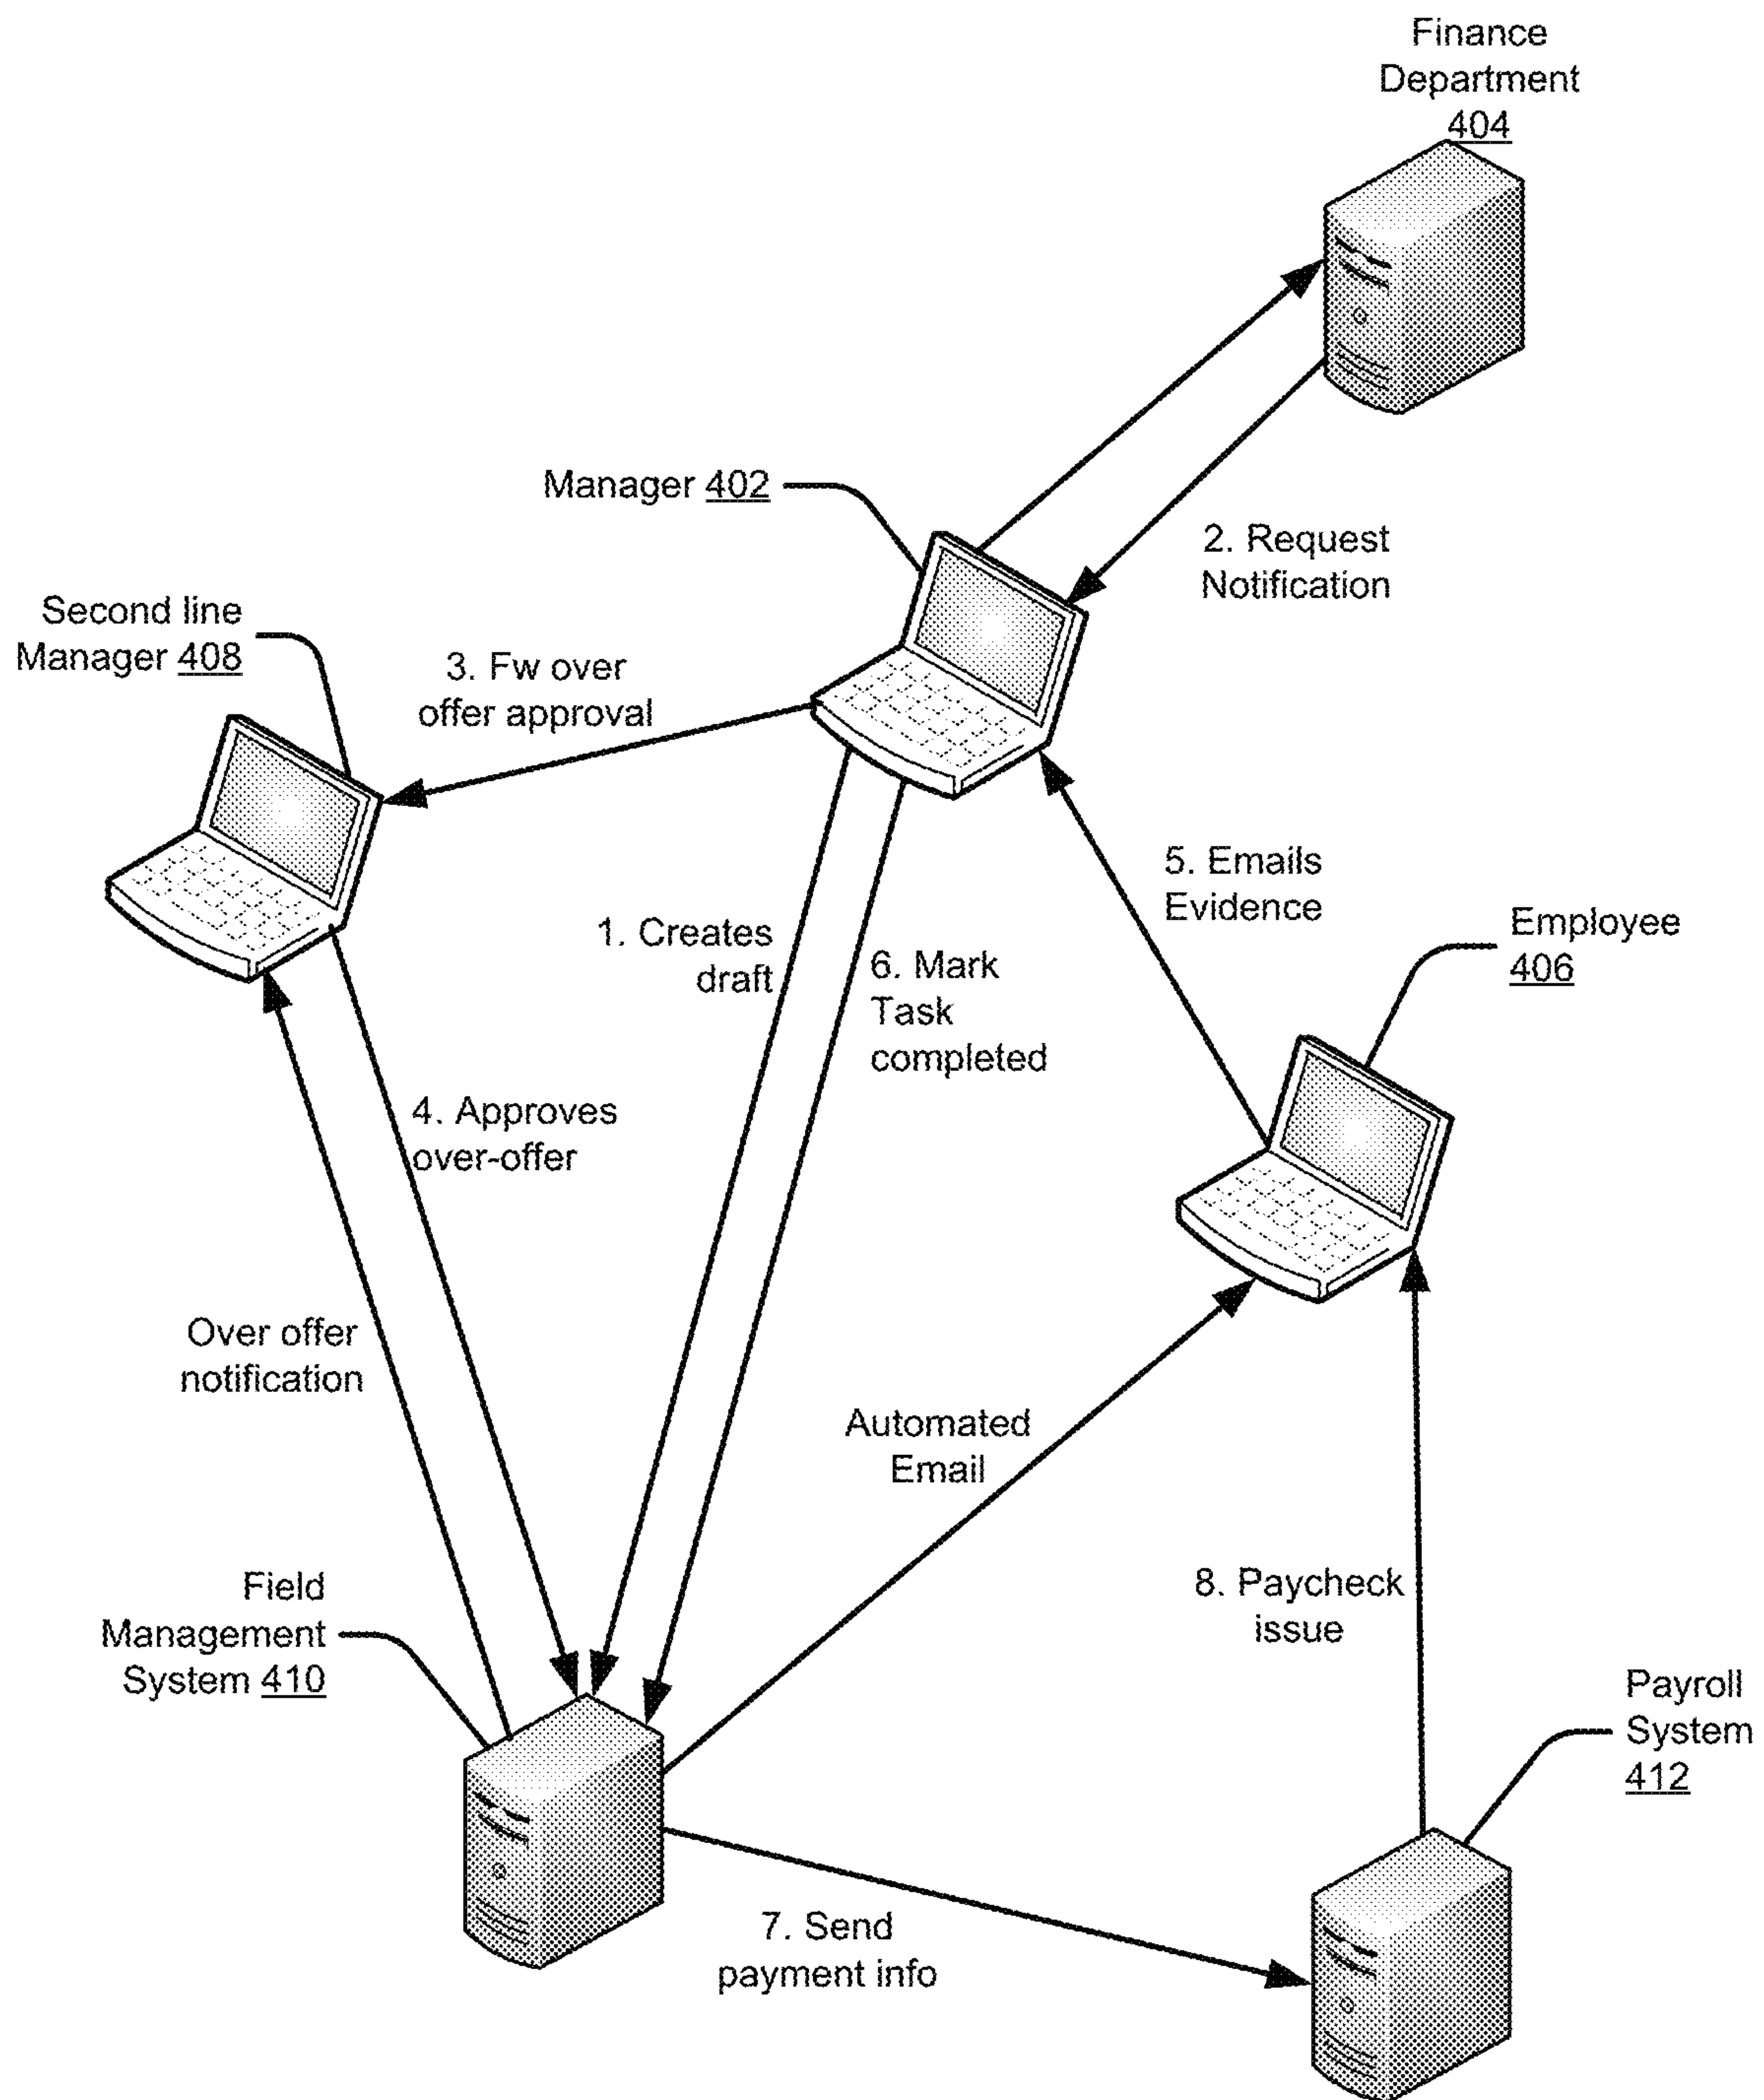 Finance
Department
404
Manager 402
2. Request
Notification
Second line
Manager 408
3. Fw over
offer approval
5. Emails
Evidence
Employee
406
1. Creates
draft
6. Mark
Task
completed
4. Approves
over-offer
Over offer
notification
Automated
Email
Field
Management
System 410
8. Paycheck
issue
Payroll
System
412
7. Send
payment info